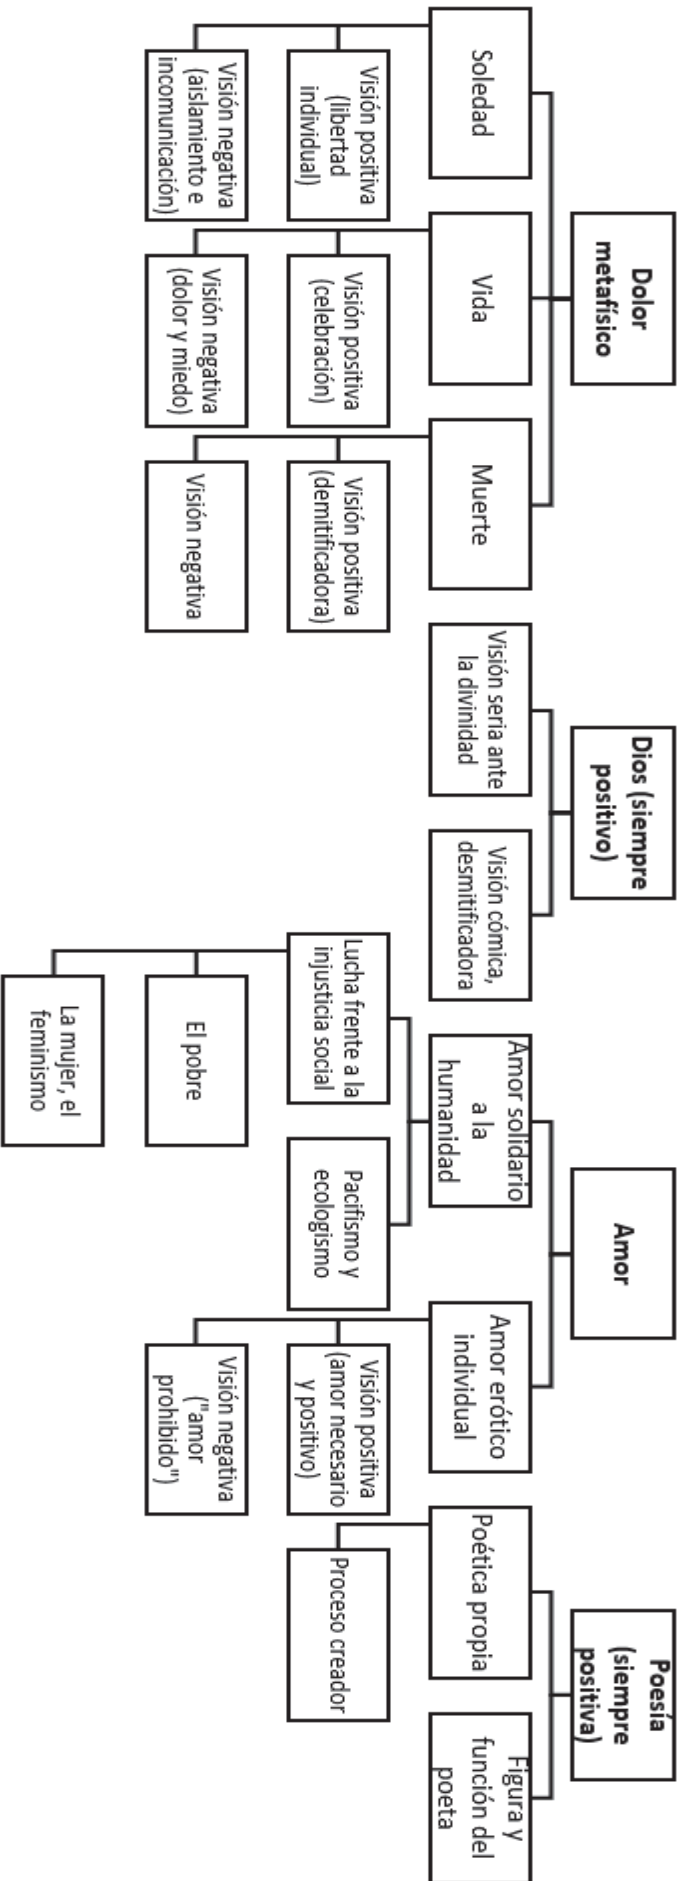 Dolor
metafísico
Soledad
Visión positiva
(libertad
individual)
Visión negativa
(aislamiento e
incomunicación)
Vida
Visión positiva
(celebración)
Visión negativa
(dolor y miedo)
Muerte
Visión positiva
(demitificadora)
Visión negativa
Dios (siempre
positivo)
Visión seria ante
la divinidad
Visión cómica,
desmitificadora
Amor
Amor solidario
a la
humanidad
Lucha frente a la
injusticia social
El pobre
La mujer, el
feminismo
Pacifismo y
ecologismo
Amor erótico
individual
Visión positiva
(amor necesario
y positivo)
Visión negativa
("amor
prohibido")
Poesía
(siempre
positiva)
Poética propia
Proceso creador
Figura y
función del
poeta